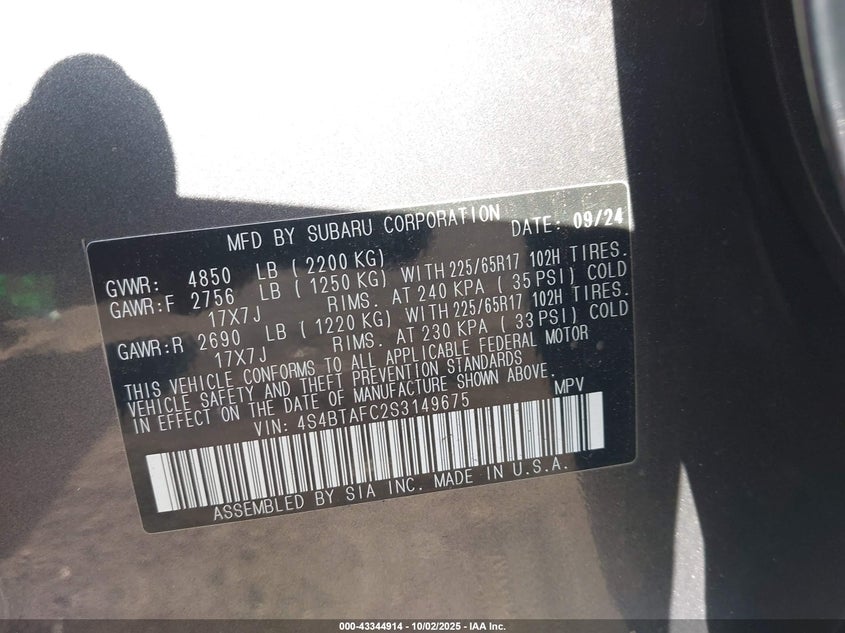 MFD BY SUBARU CORPORATION DATE: 09/24
GVWR: 4850 LB ( 2200 KG)
GAWR:F 2756 LB ( 1250 KG) WITH 225/65R17 102H TIRES.
17X7J RIMS. AT 240 KPA ( 35 PSI) COLD
GAWR:R 2690 LB ( 1220 KG) WITH 225/65R17 102H TIRES.
17X7J RIMS. AT 230 KPA ( 33 PSI) COLD
THIS VEHICLE CONFORMS TO ALL APPLICABLE FEDERAL MOTOR
VEHICLE SAFETY AND THEFT PREVENTION STANDARDS
IN EFFECT ON THE DATE OF MANUFACTURE SHOWN ABOVE.
VIN: 4S4BTAFC2S3149675 MPV
ASSEMBLED BY SIA INC. MADE IN U.S.A.
000-43344914 - 10/02/2025 - IAA Inc.